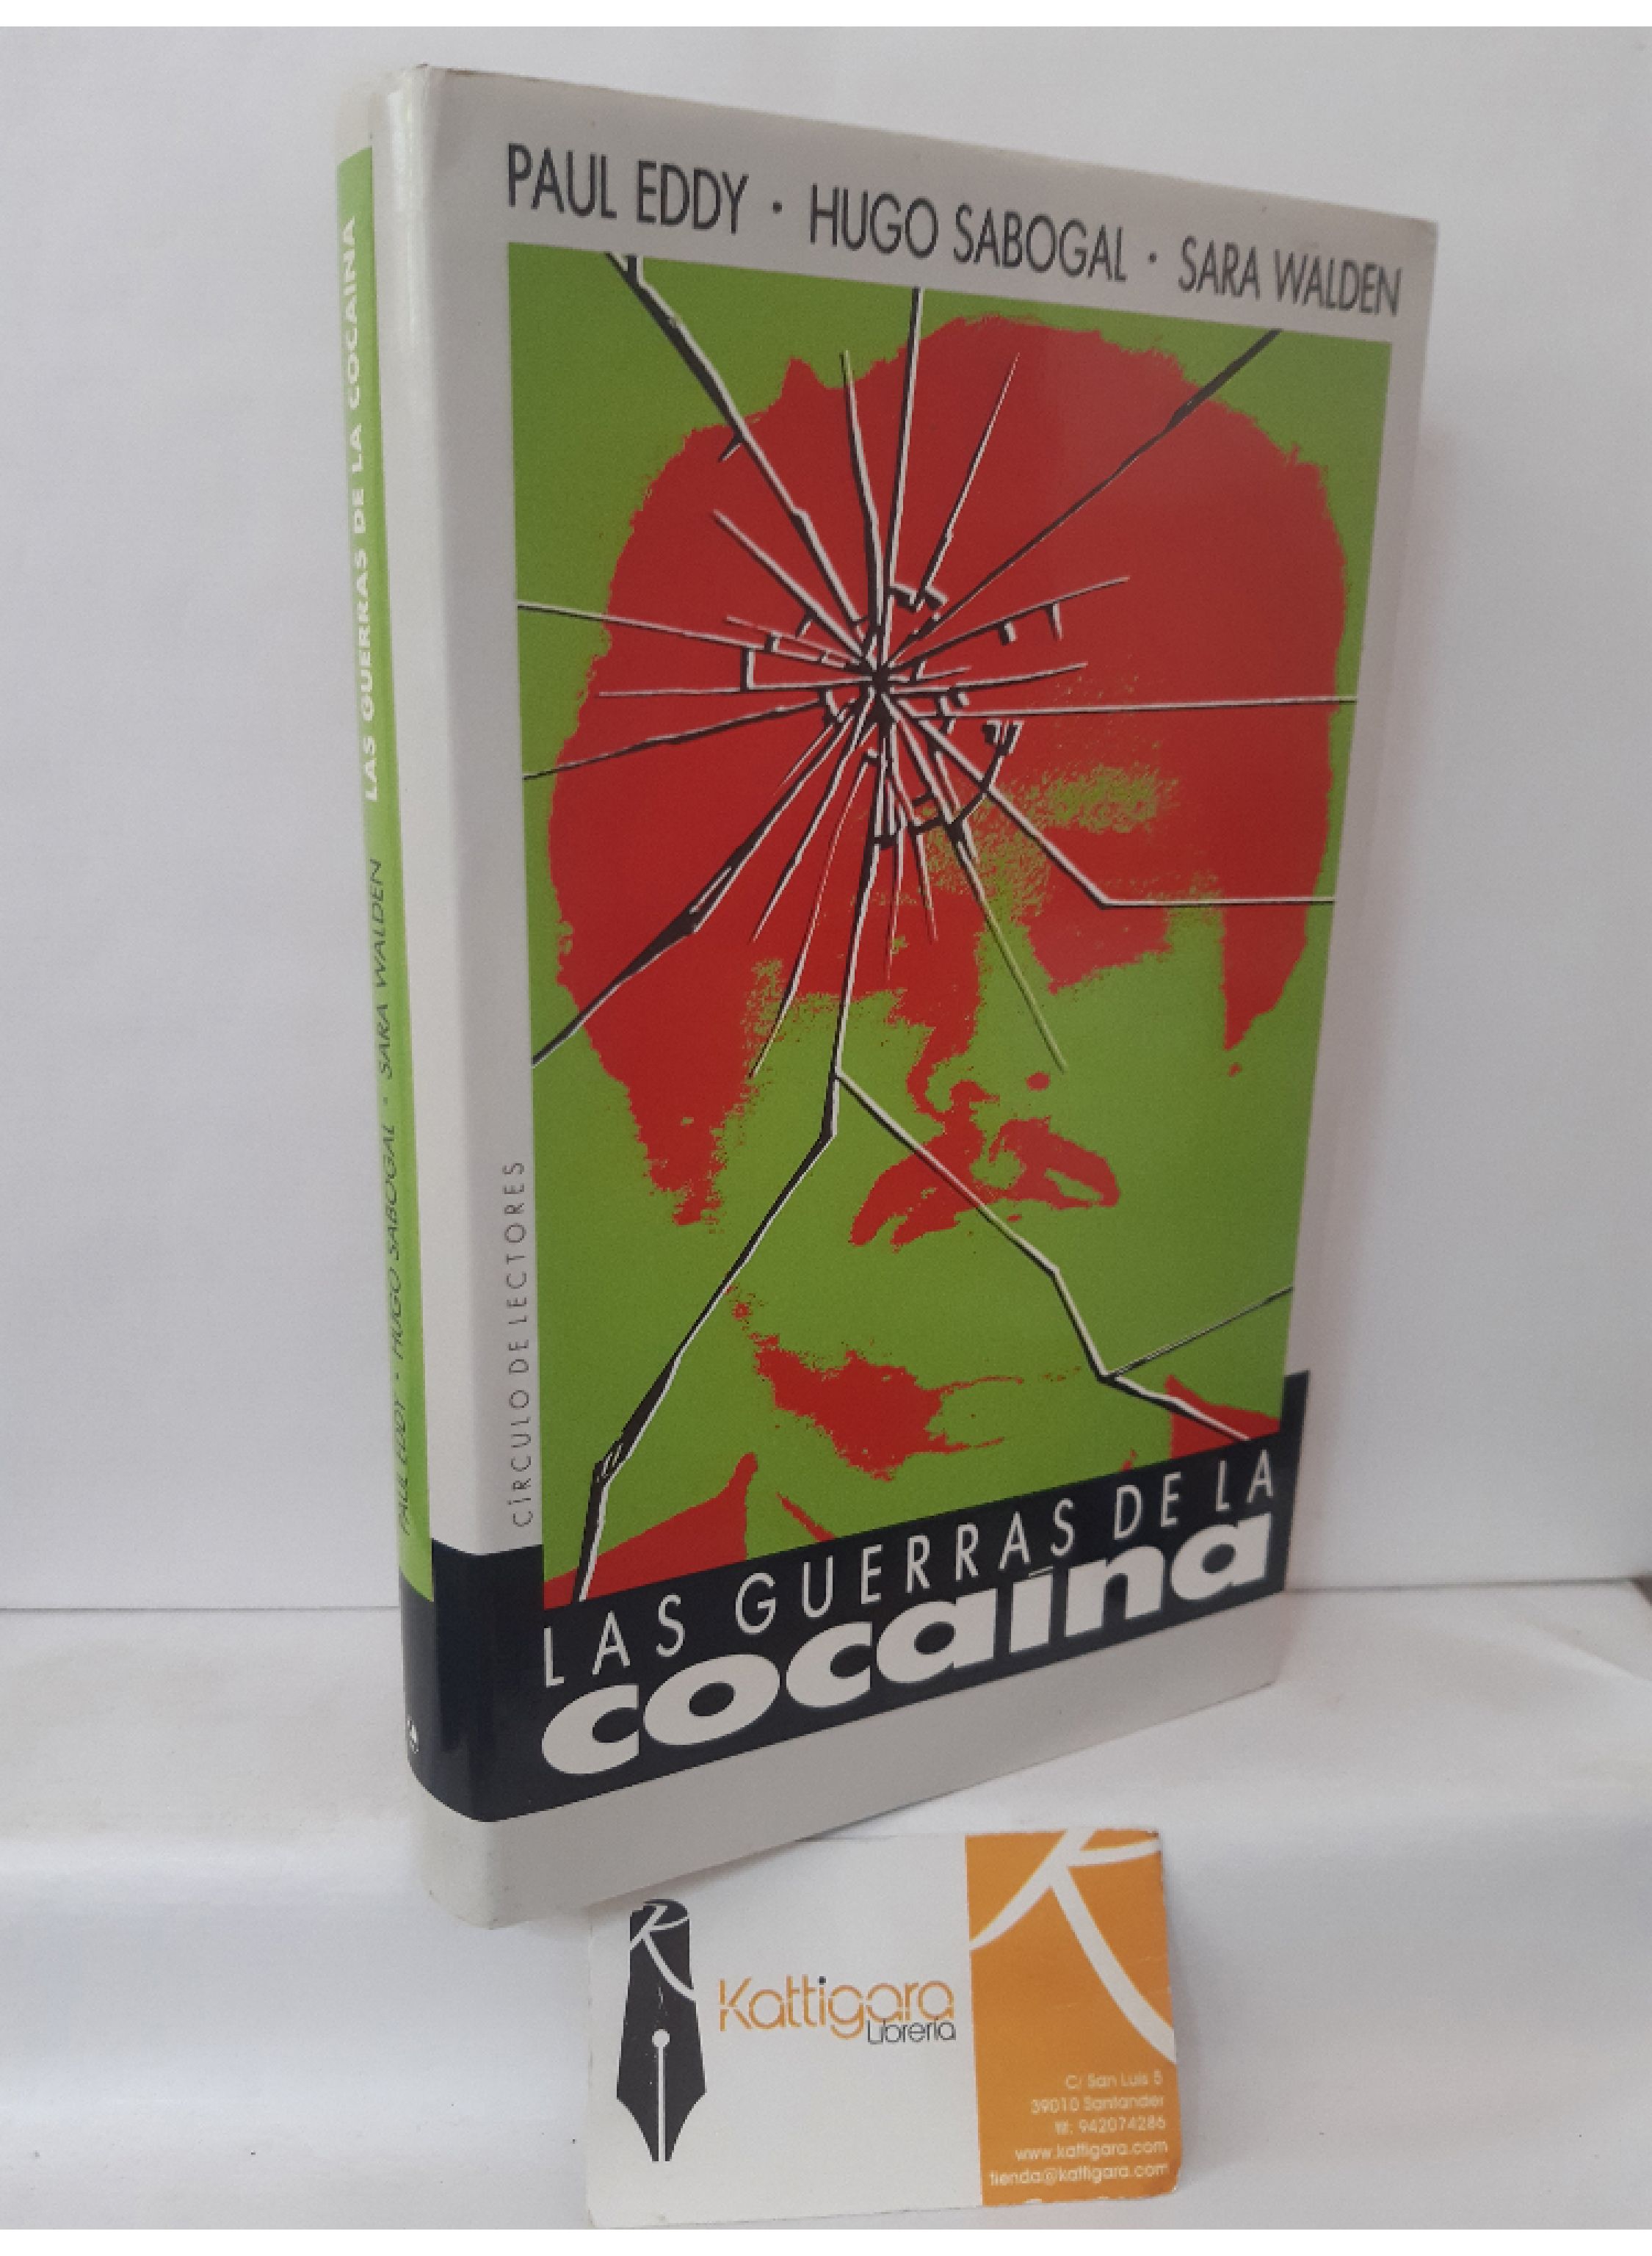 PAUL EDDY · HUGO SABOGAL · SARA WALDEN
PAUL EDDY · HUGO SABOGAL · SARA WALDEN LAS GUERRAS DE LA COCAINA
CÍRCULO DE LECTORES
LAS GUERRAS DE LA
cocaína
Kattigara
Librería
C/ San Luis 5
39010 Santander
tlf: 942074286
www.kattigara.com
tienda@kattigara.com